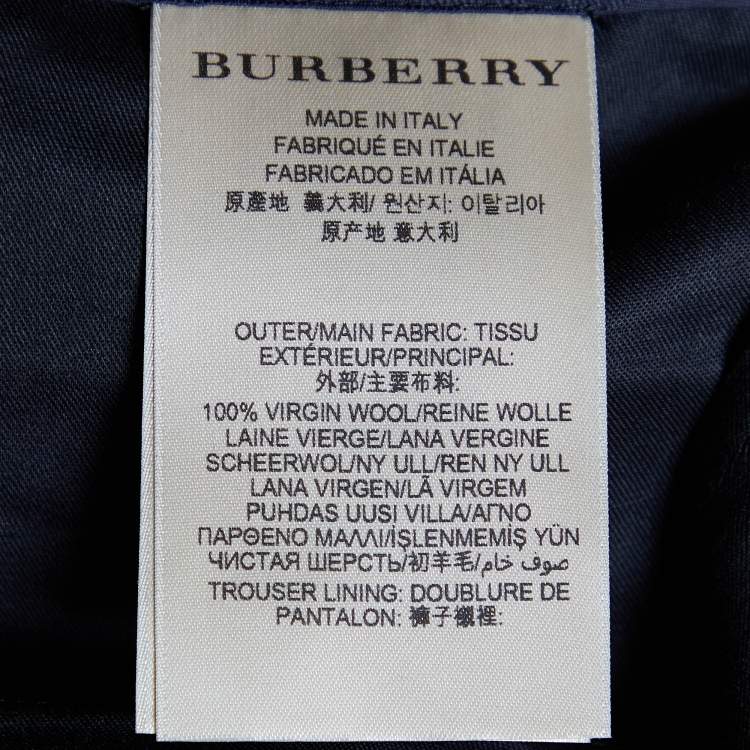 BURBERRY
MADE IN ITALY
FABRIQUÉ EN ITALIE
FABRICADO EM ITÁLIA
原產地 義大利/ 원산지: 이탈리아
原产地 意大利
OUTER/MAIN FABRIC: TISSU
EXTÉRIEUR/PRINCIPAL:
外部/主要布料:
100% VIRGIN WOOL/REINE WOLLE
LAINE VIERGE/LANA VERGINE
SCHEERWOL/NY ULL/REN NY ULL
LANA VIRGEN/LÃ VIRGEM
PUHDAS UUSI VILLA/ΑΓΝΟ
ΠΑΡΘΕΝΟ ΜΑΛΛΙ/İŞLENMEMİŞ YÜN
ЧИСТАЯ ШЕРСТЬ/初羊毛/صوف خام
TROUSER LINING: DOUBLURE DE
PANTALON: 褲子襯裡: